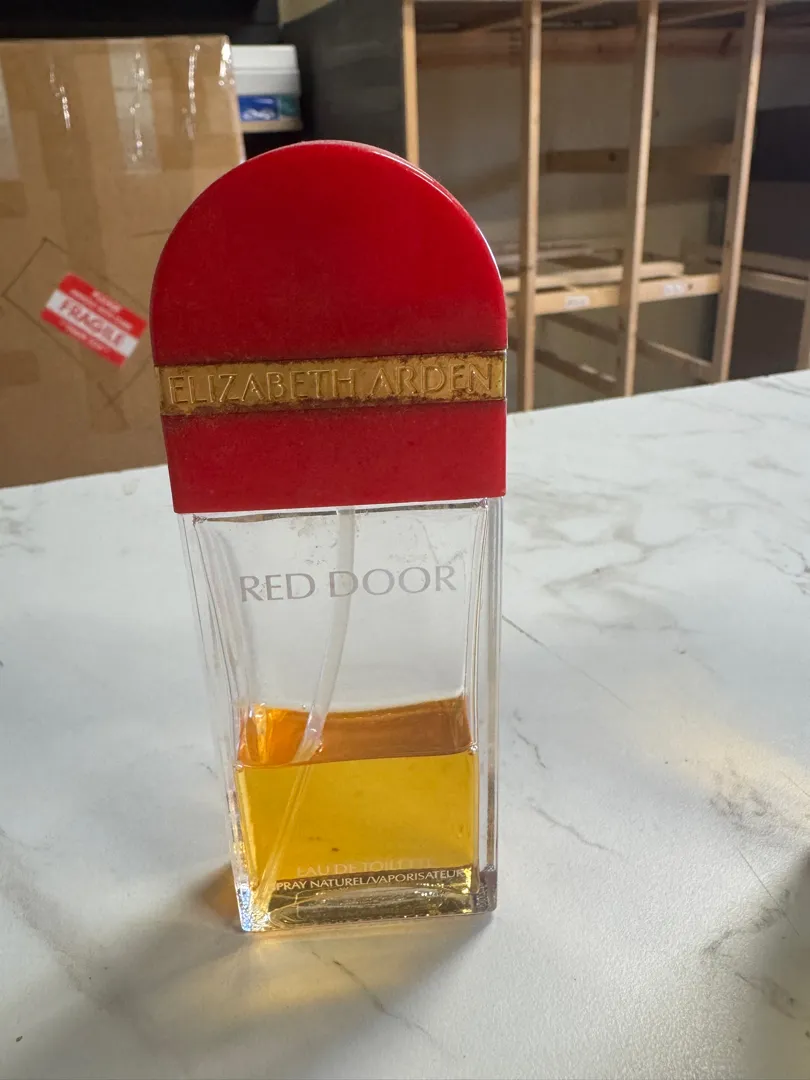 ELIZABETH ARDEN
RED DOOR
EAU DE TOILETTE
SPRAY NATUREL/VAPORISATEUR
FRAGILE